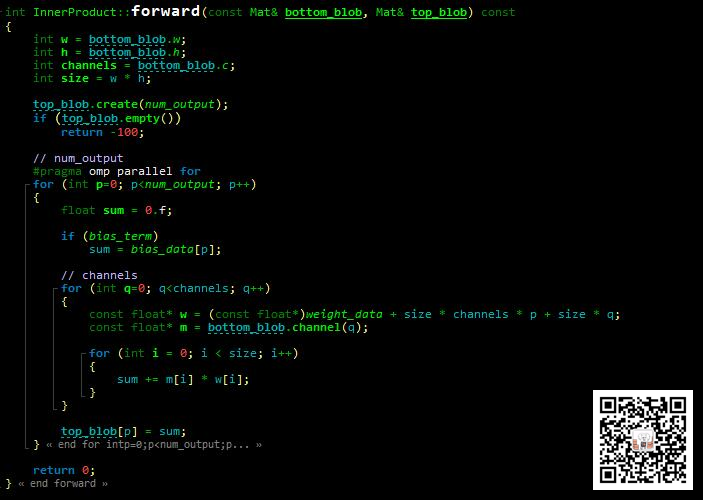 int InnerProduct::forward(const Mat& bottom_blob, Mat& top_blob) const
{
    int w = bottom_blob.w;
    int h = bottom_blob.h;
    int channels = bottom_blob.c;
    int size = w * h;

    top_blob.create(num_output);
    if (top_blob.empty())
        return -100;

    // num_output
    #pragma omp parallel for
    for (int p=0; p<num_output; p++)
    {
        float sum = 0.f;

        if (bias_term)
            sum = bias_data[p];

        // channels
        for (int q=0; q<channels; q++)
        {
            const float* w = (const float*)weight_data + size * channels * p + size * q;
            const float* m = bottom_blob.channel(q);

            for (int i = 0; i < size; i++)
            {
                sum += m[i] * w[i];
            }
        }

        top_blob[p] = sum;
    } « end for intp=0;p<num_output;p... »

    return 0;
} « end forward »